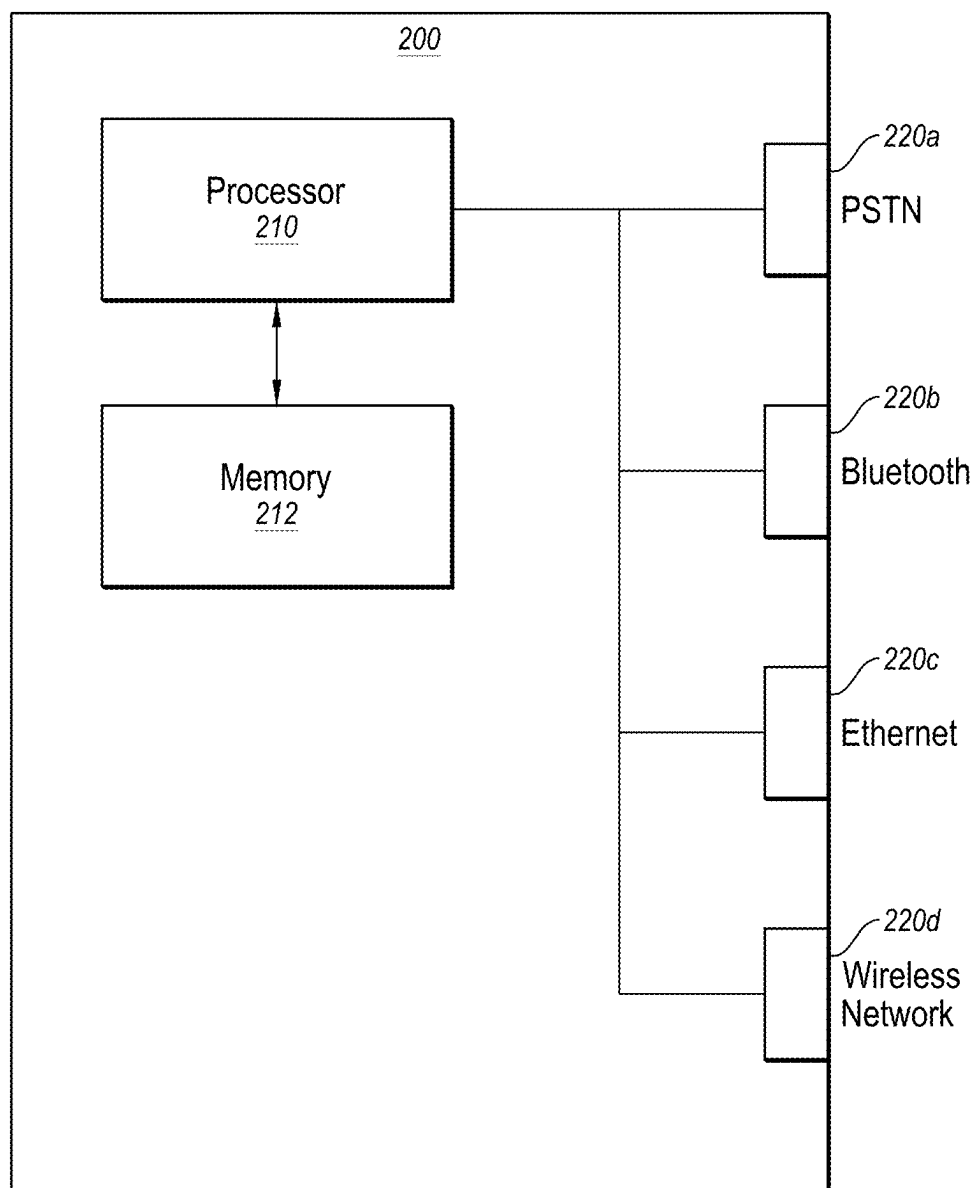 200
Processor
210
220a
PSTN
Memory
212
220b
Bluetooth
220c
Ethernet
220d
Wireless
Network